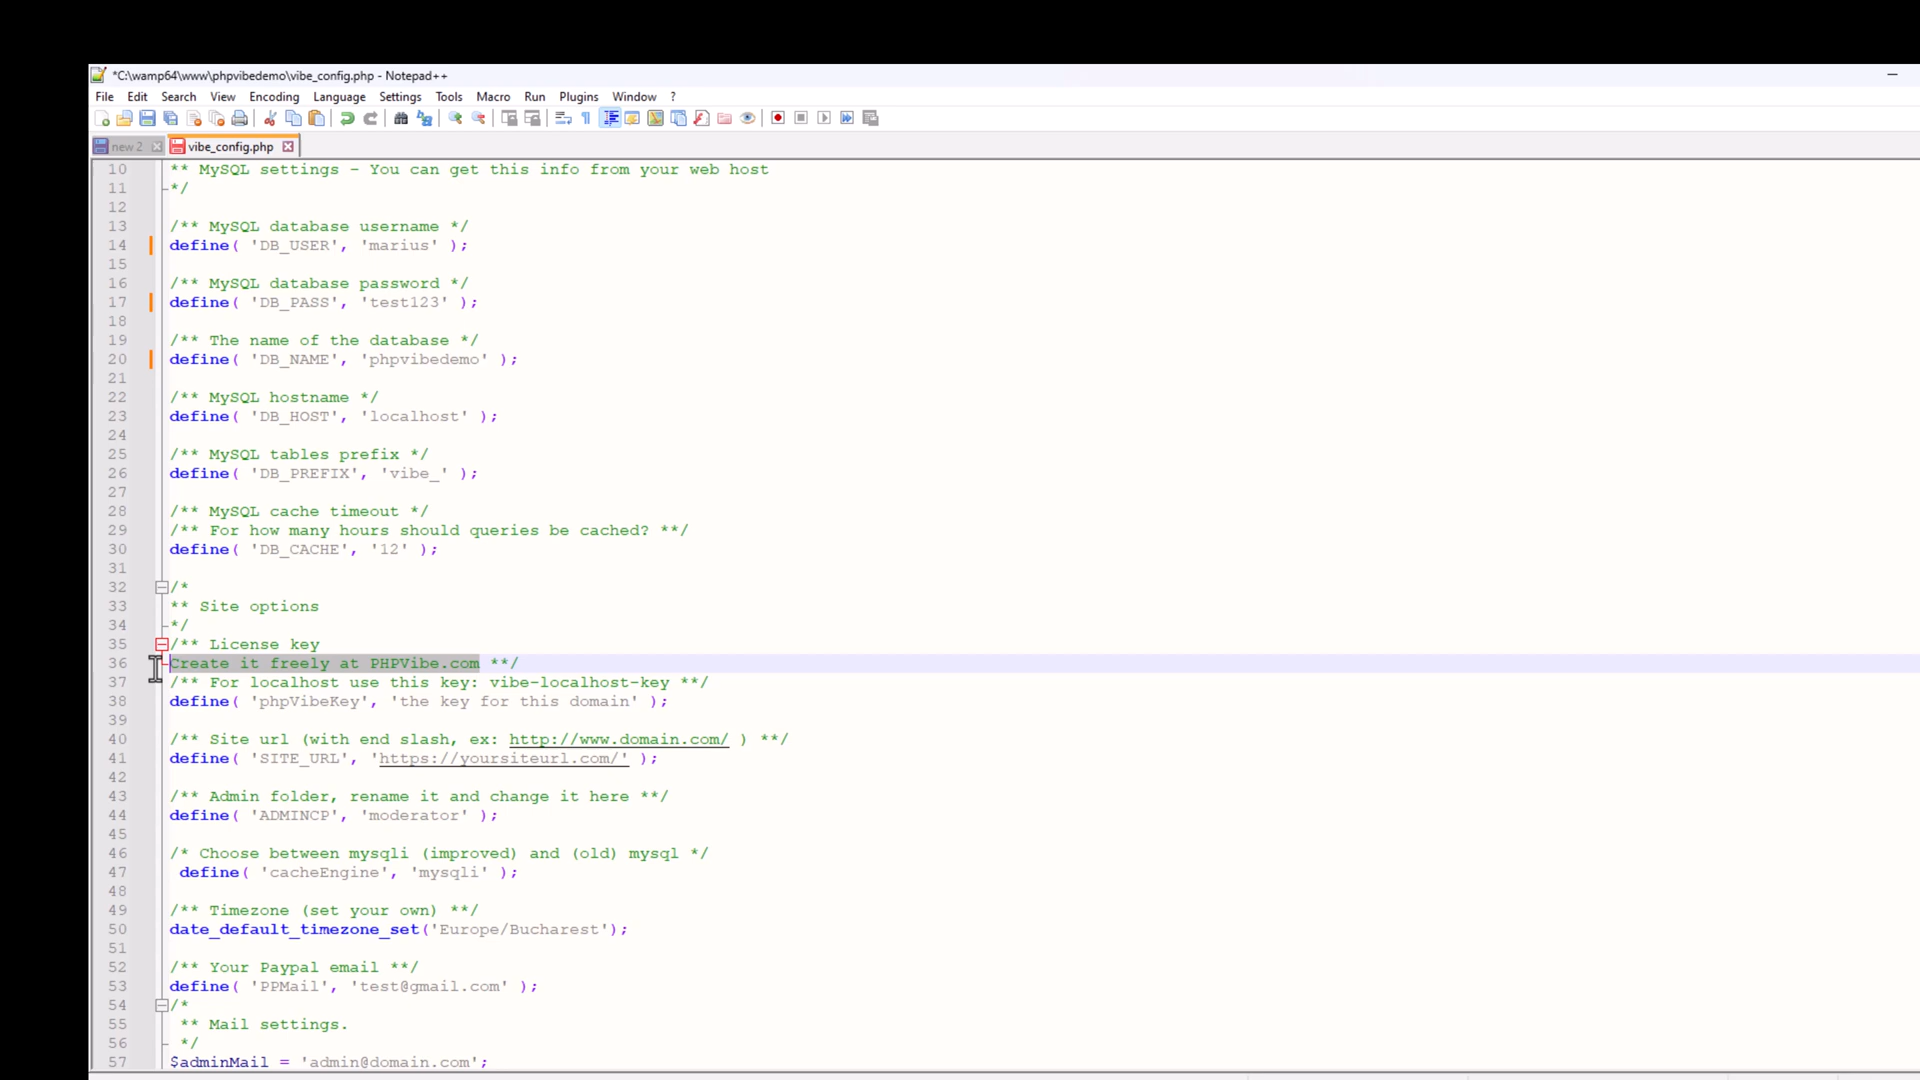 *C:\wamp64\www\phpvibedemo\vibe_config.php - Notepad++
File Edit Search View Encoding Language Settings Tools Macro Run Plugins Window ?
new 2 vibe_config.php
10 ** MySQL settings - You can get this info from your web host
11 */
12
13 /** MySQL database username */
14 define( 'DB_USER', 'marius' );
15
16 /** MySQL database password */
17 define( 'DB_PASS', 'test123' );
18
19 /** The name of the database */
20 define( 'DB_NAME', 'phpvibedemo' );
21
22 /** MySQL hostname */
23 define( 'DB_HOST', 'localhost' );
24
25 /** MySQL tables prefix */
26 define( 'DB_PREFIX', 'vibe_' );
27
28 /** MySQL cache timeout */
29 /** For how many hours should queries be cached? **/
30 define( 'DB_CACHE', '12' );
31
32 /*
33 ** Site options
34 */
35 /** License key
36 Create it freely at PHPVibe.com **/
37 /** For localhost use this key: vibe-localhost-key **/
38 define( 'phpVibeKey', 'the key for this domain' );
39
40 /** Site url (with end slash, ex: http://www.domain.com/ ) **/
41 define( 'SITE_URL', 'https://yoursiteurl.com/' );
42
43 /** Admin folder, rename it and change it here **/
44 define( 'ADMINCP', 'moderator' );
45
46 /* Choose between mysqli (improved) and (old) mysql */
47 define( 'cacheEngine', 'mysqli' );
48
49 /** Timezone (set your own) **/
50 date_default_timezone_set('Europe/Bucharest');
51
52 /** Your Paypal email **/
53 define( 'PPMail', 'test@gmail.com' );
54 /*
55 ** Mail settings.
56 */
57 $adminMail = 'admin@domain.com';